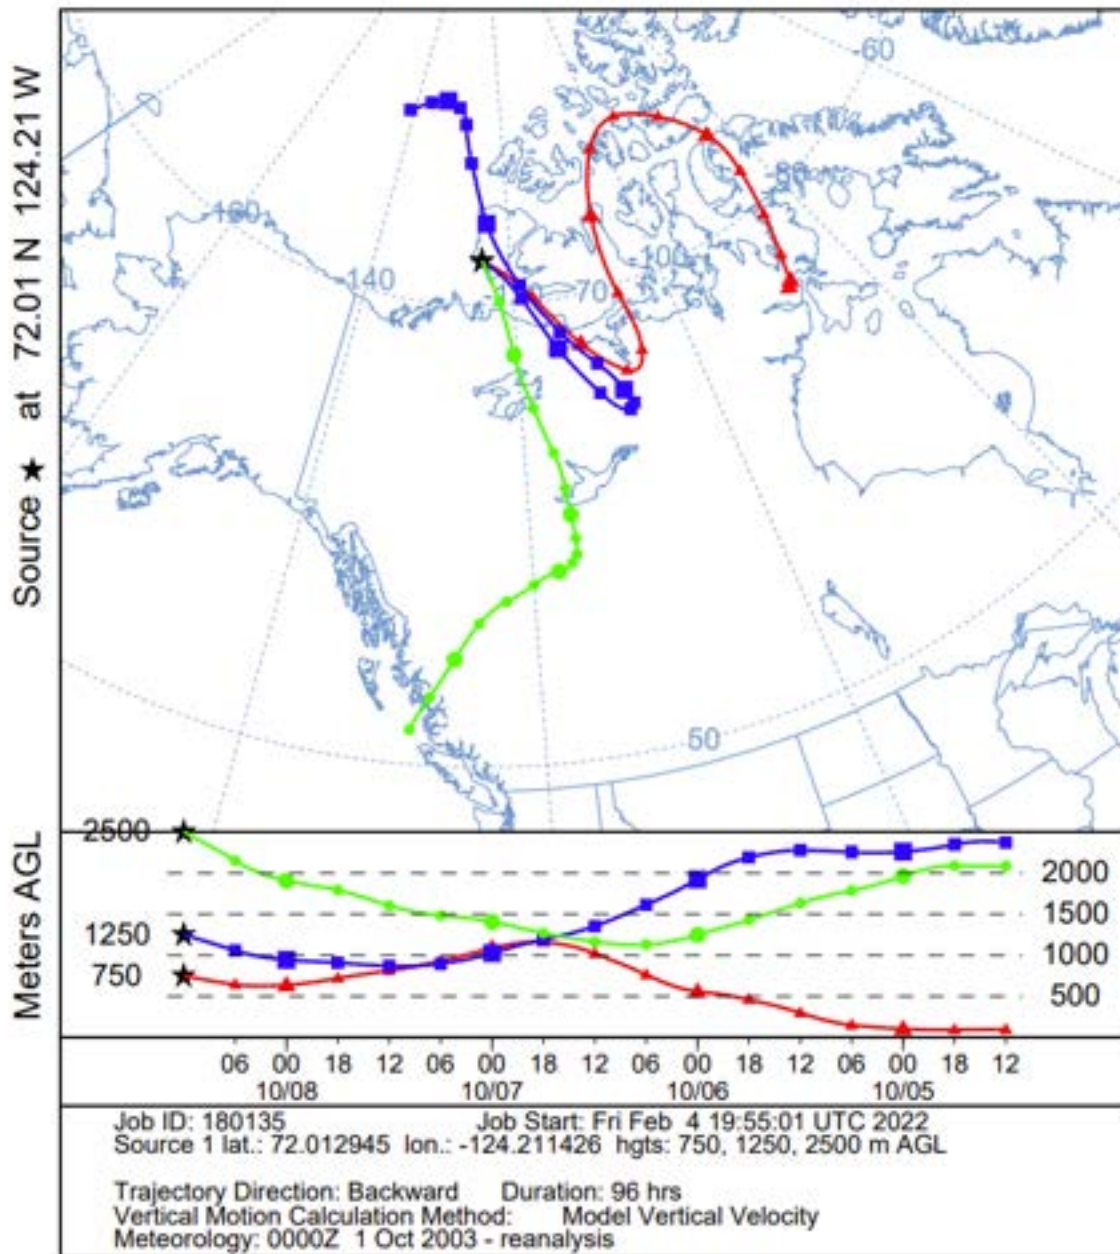 Source ★ at 72.01 N 124.21 W
-60
-80
160
140
-100
70
50
Meters AGL
2500
1250
750
2000
1500
1000
500
06 00 18 12 06 00 18 12 06 00 18 12 06 00 18 12
10/08 10/07 10/06 10/05
Job ID: 180135 Job Start: Fri Feb 4 19:55:01 UTC 2022
Source 1 lat.: 72.012945 lon.: -124.211426 hgts: 750, 1250, 2500 m AGL
Trajectory Direction: Backward Duration: 96 hrs
Vertical Motion Calculation Method: Model Vertical Velocity
Meteorology: 0000Z 1 Oct 2003 - reanalysis